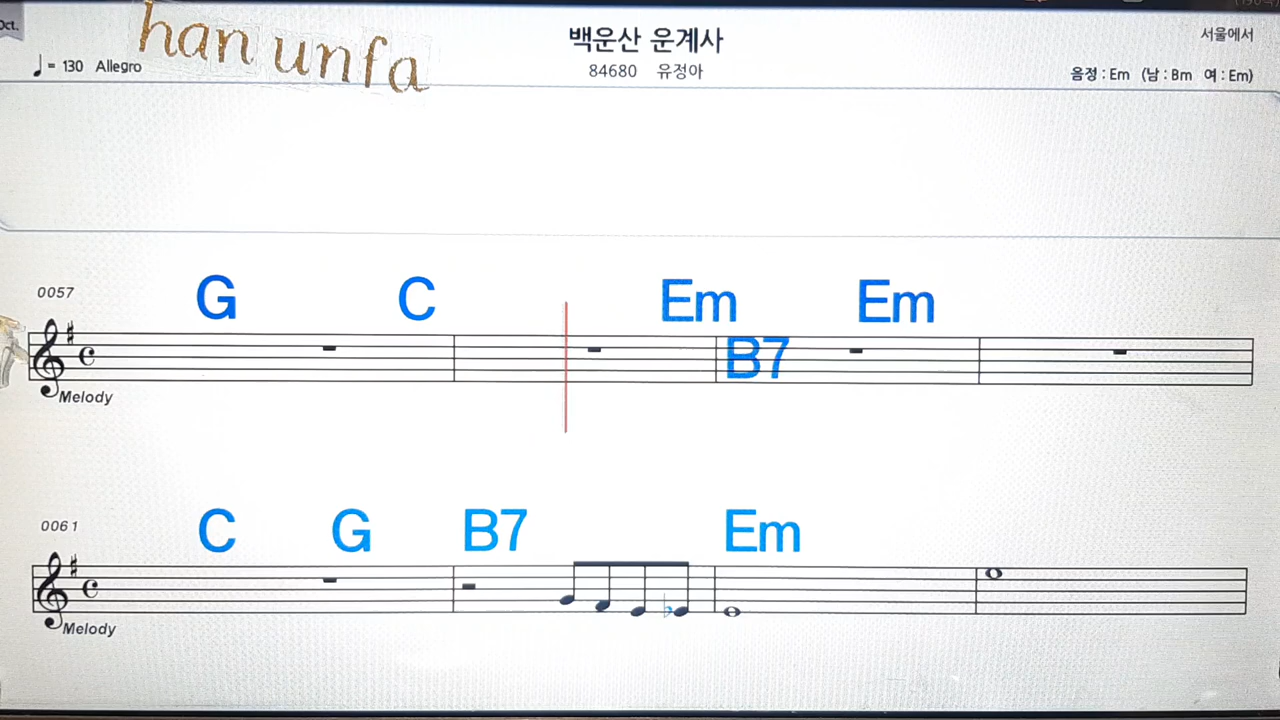 Oct.
han unfa
백운산 운계사
서울에서
♩= 130 Allegro
84680 유정아
음정 : Em (남 : Bm 여 : Em)
G C Em Em
0057
B7
Melody
C G B7 Em
0061
Melody